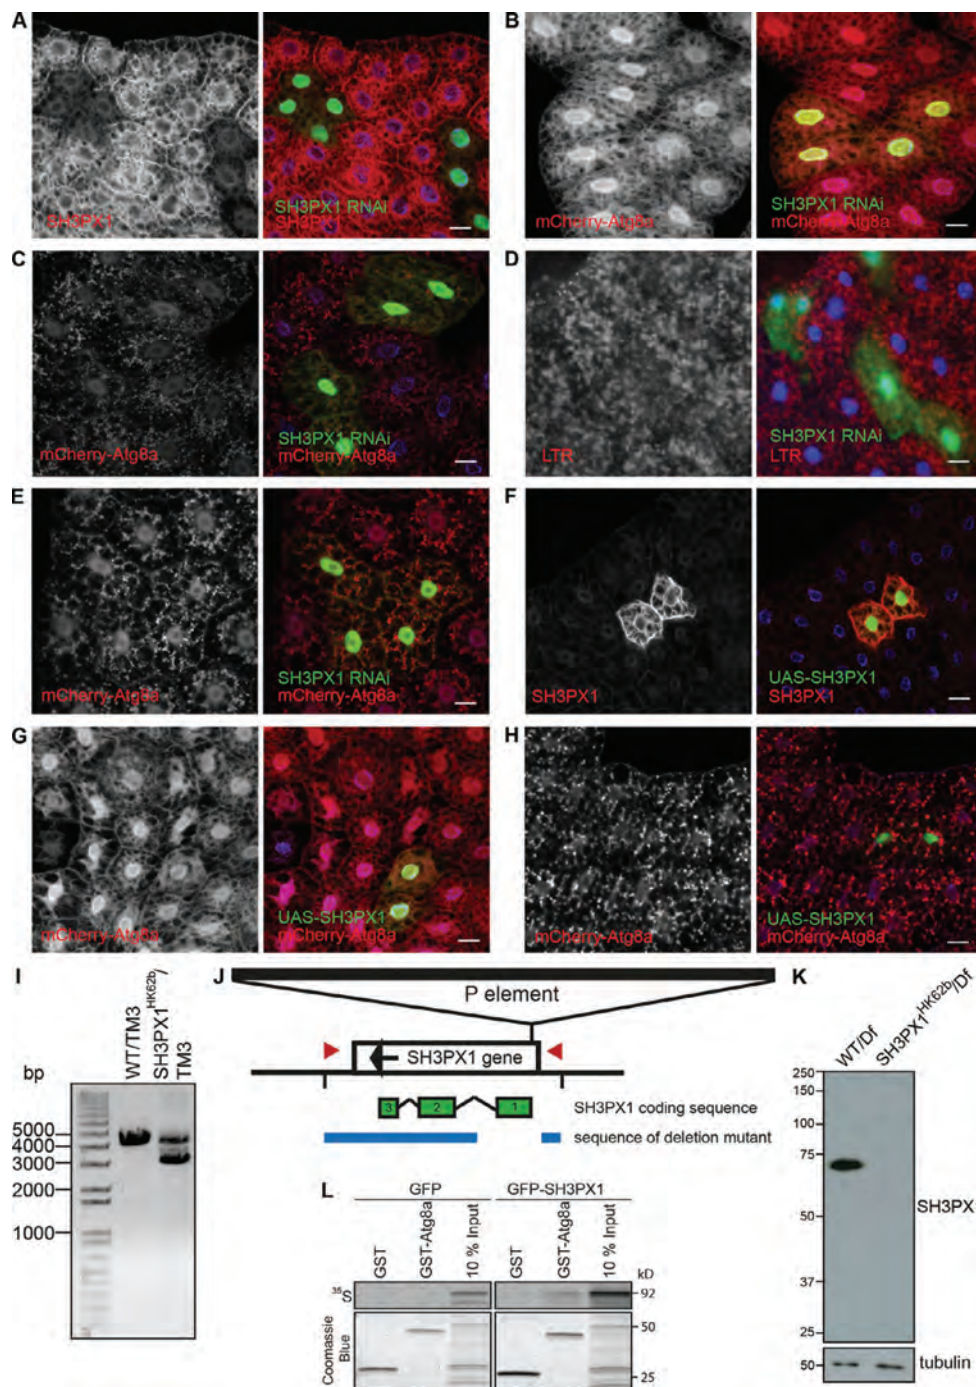 A
SH3PX1
SH3PX1 RNAi
SH3PX1
B
mCherry-Atg8a
SH3PX1 RNAi
mCherry-Atg8a
C
mCherry-Atg8a
SH3PX1 RNAi
mCherry-Atg8a
D
LTR
SH3PX1 RNAi
LTR
E
mCherry-Atg8a
SH3PX1 RNAi
mCherry-Atg8a
F
SH3PX1
UAS-SH3PX1
SH3PX1
G
mCherry-Atg8a
UAS-SH3PX1
mCherry-Atg8a
H
mCherry-Atg8a
UAS-SH3PX1
mCherry-Atg8a
I
WT/TM3
SH3PX1HK62b/
TM3
bp
5000
4000
3000
2000
1000
J
P element
SH3PX1 gene
3
2
1
SH3PX1 coding sequence
sequence of deletion mutant
K
WT/Df
SH3PX1HK62b/Df
250
150
100
75
50
37
25
SH3PX
50
tubulin
L
GFP
GFP-SH3PX1
GST
GST-Atg8a
10 % Input
GST
GST-Atg8a
10 % Input
kD
35S
92
Coomassie
Blue
50
25